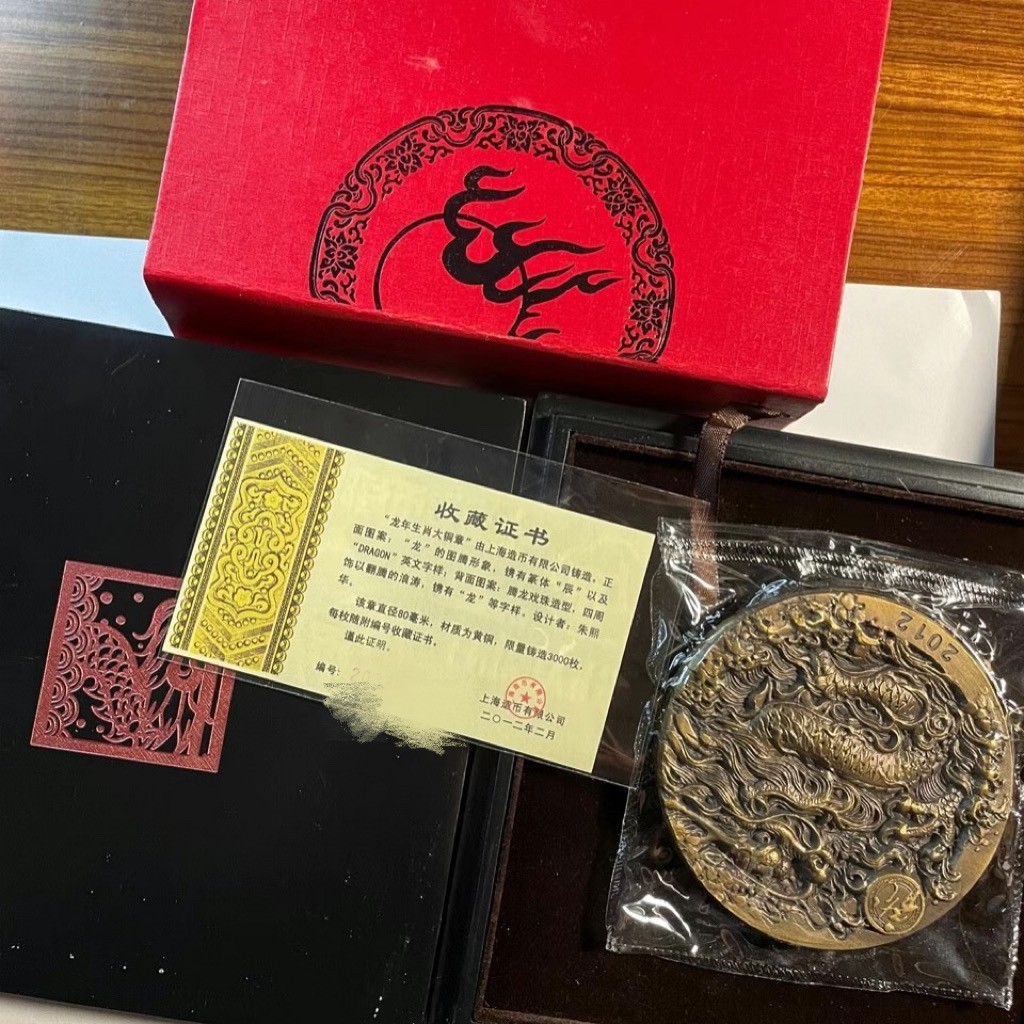 收藏证书
“龙年生肖大铜章”由上海造币有限公司铸造。正
面图案：“龙”的图腾形象，镌有篆体“辰”以及
“DRAGON”英文字样；背面图案：腾龙戏珠造型，四周
饰以翻腾的浪涛，镌有“龙”等字样。设计者：朱熙
华。
该章直径80毫米，材质为黄铜，限量铸造3000枚，
每枚随附编号收藏证书。
谨此证明。
编号：
上海造币有限公司
二〇一二年二月
2012